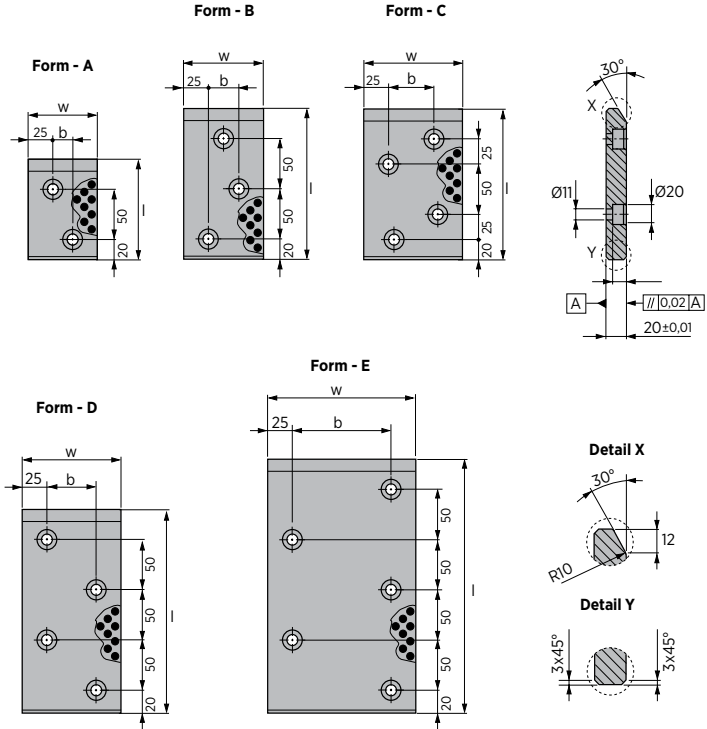 Form - B
Form - C
Form - A
w
25
b
50
l
20
w
25
b
50
50
l
20
w
25
b
25
50
25
l
20
30°
X
Ø11
Ø20
Y
A
// 0,02 A
20±0,01
Form - E
Form - D
w
25
b
50
50
50
l
20
w
25
b
50
50
50
50
l
20
Detail X
30°
12
R10
Detail Y
3x45°
3x45°